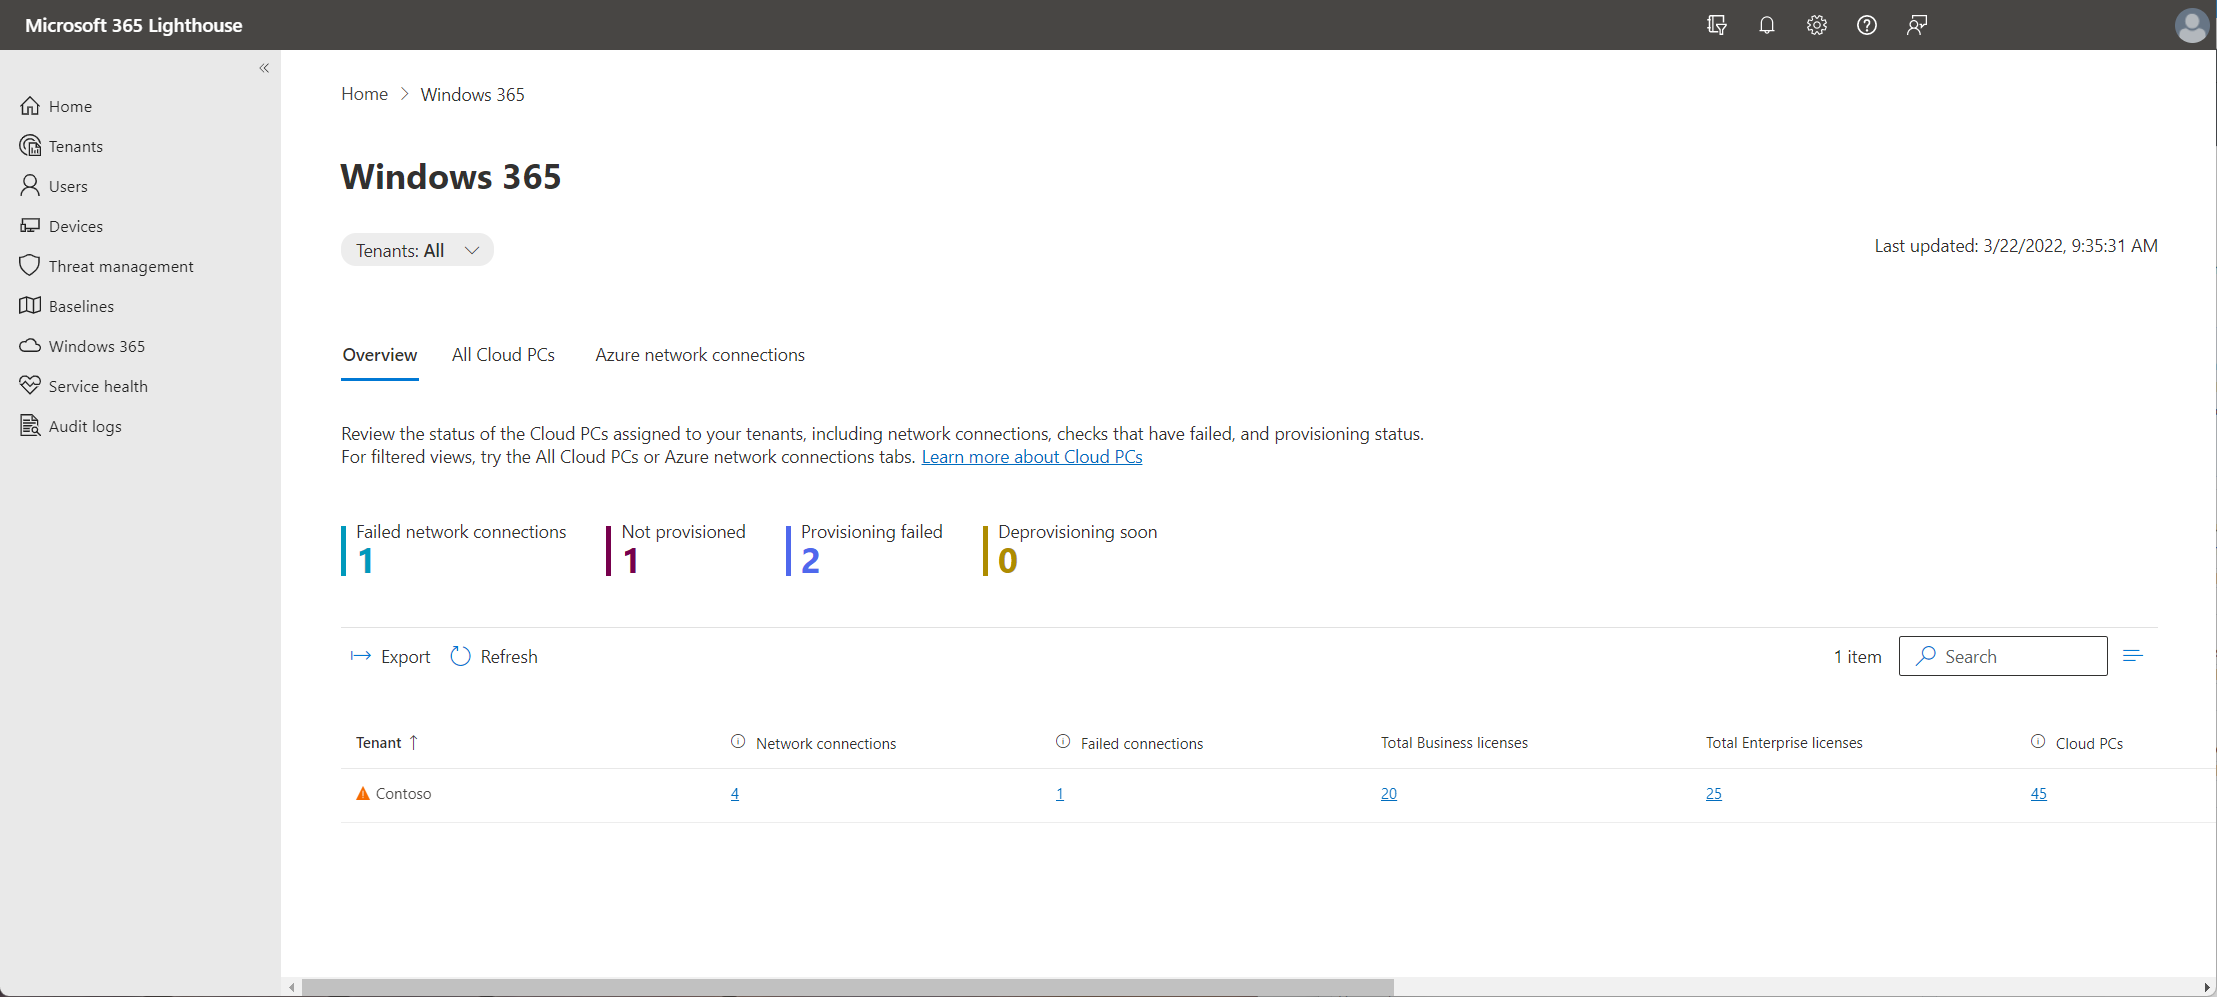 Microsoft 365 Lighthouse
Home
Tenants
Users
Devices
Threat management
Baselines
Windows 365
Service health
Audit logs
Home > Windows 365
Windows 365
Tenants: All
Last updated: 3/22/2022, 9:35:31 AM
Overview All Cloud PCs Azure network connections
Review the status of the Cloud PCs assigned to your tenants, including network connections, checks that have failed, and provisioning status.
For filtered views, try the All Cloud PCs or Azure network connections tabs. Learn more about Cloud PCs
Failed network connections
1
Not provisioned
1
Provisioning failed
2
Deprovisioning soon
0
Export Refresh 1 item Search
Tenant ↑ Network connections Failed connections Total Business licenses Total Enterprise licenses Cloud PCs
Contoso 4 1 20 25 45